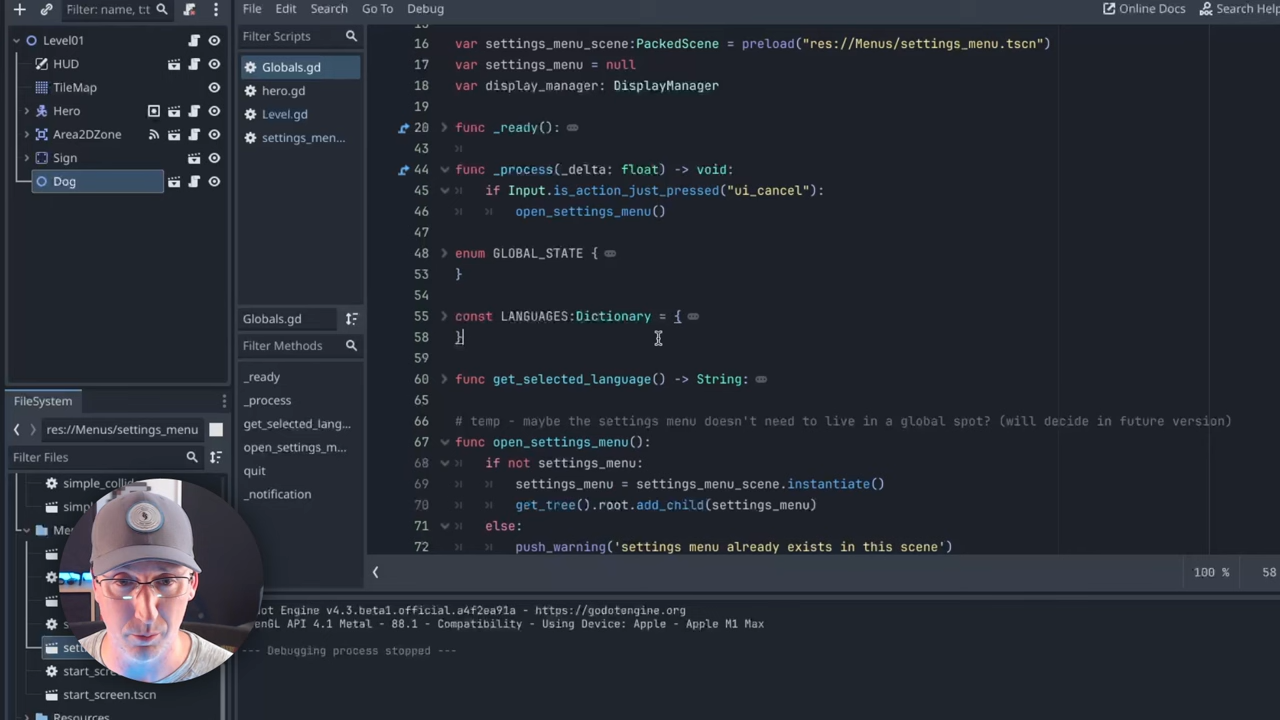 File Edit Search Go To Debug
Online Docs
Search Help
Filter: name, t:t
Level01
HUD
TileMap
Hero
Area2DZone
Sign
Dog
FileSystem
res://Menus/settings_menu
Filter Files
simple_collid
Resources
start_screen.tscn
Filter Scripts
Globals.gd
hero.gd
Level.gd
settings_men...
Globals.gd
Filter Methods
_ready
_process
get_selected_lang...
open_settings_m...
quit
_notification
16 var settings_menu_scene:PackedScene = preload("res://Menus/settings_menu.tscn")
17 var settings_menu = null
18 var display_manager: DisplayManager
19
20 func _ready():
43
44 func _process(_delta: float) -> void:
45 if Input.is_action_just_pressed("ui_cancel"):
46 open_settings_menu()
47
48 enum GLOBAL_STATE {
53 }
54
55 const LANGUAGES:Dictionary = {
58 }
59
60 func get_selected_language() -> String:
65
66 # temp - maybe the settings menu doesn't need to live in a global spot? (will decide in future version)
67 func open_settings_menu():
68 if not settings_menu:
69 settings_menu = settings_menu_scene.instantiate()
70 get_tree().root.add_child(settings_menu)
71 else:
72 push_warning('settings menu already exists in this scene')
100 % 58
ot Engine v4.3.beta1.official.a4f2ea91a - https://godotengine.org
enGL API 4.1 Metal - 88.1 - Compatibility - Using Device: Apple - Apple M1 Max
--- Debugging process stopped ---